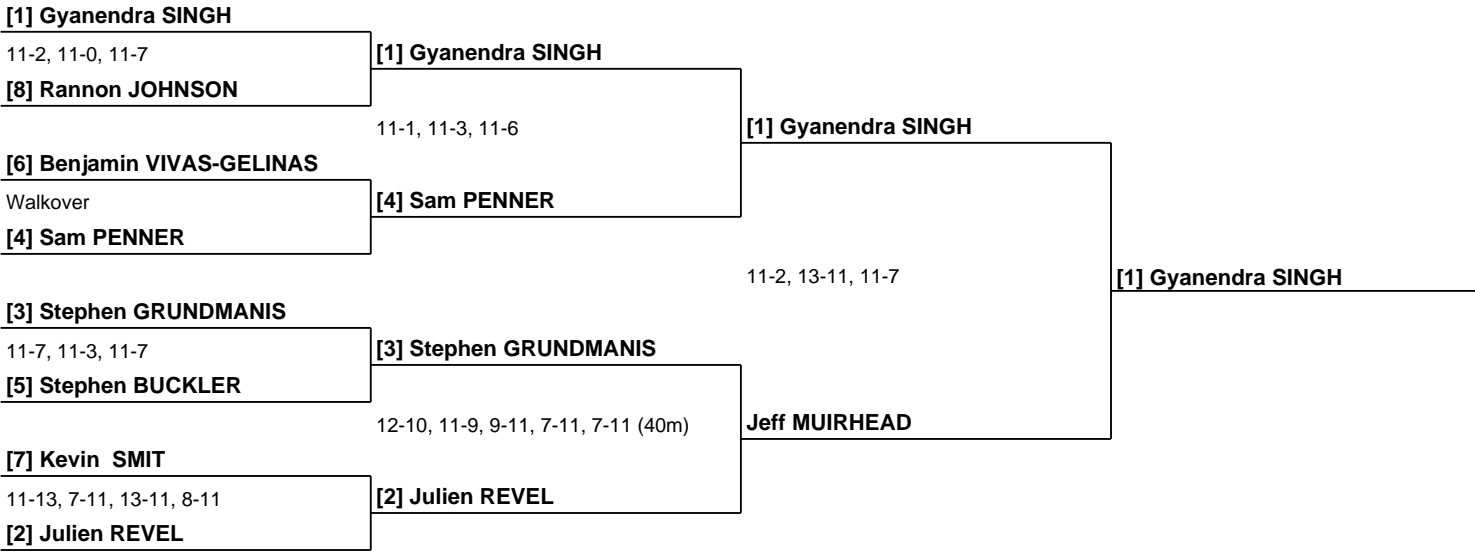 [1] Gyanendra SINGH
11-2, 11-0, 11-7
[8] Rannon JOHNSON
[6] Benjamin VIVAS-GELINAS
Walkover
[4] Sam PENNER
[3] Stephen GRUNDMANIS
11-7, 11-3, 11-7
[5] Stephen BUCKLER
[7] Kevin  SMIT
11-13, 7-11, 13-11, 8-11
[2] Julien REVEL
[1] Gyanendra SINGH
11-1, 11-3, 11-6
[4] Sam PENNER
[3] Stephen GRUNDMANIS
12-10, 11-9, 9-11, 7-11, 7-11 (40m)
[2] Julien REVEL
[1] Gyanendra SINGH
11-2, 13-11, 11-7
Jeff MUIRHEAD
[1] Gyanendra SINGH